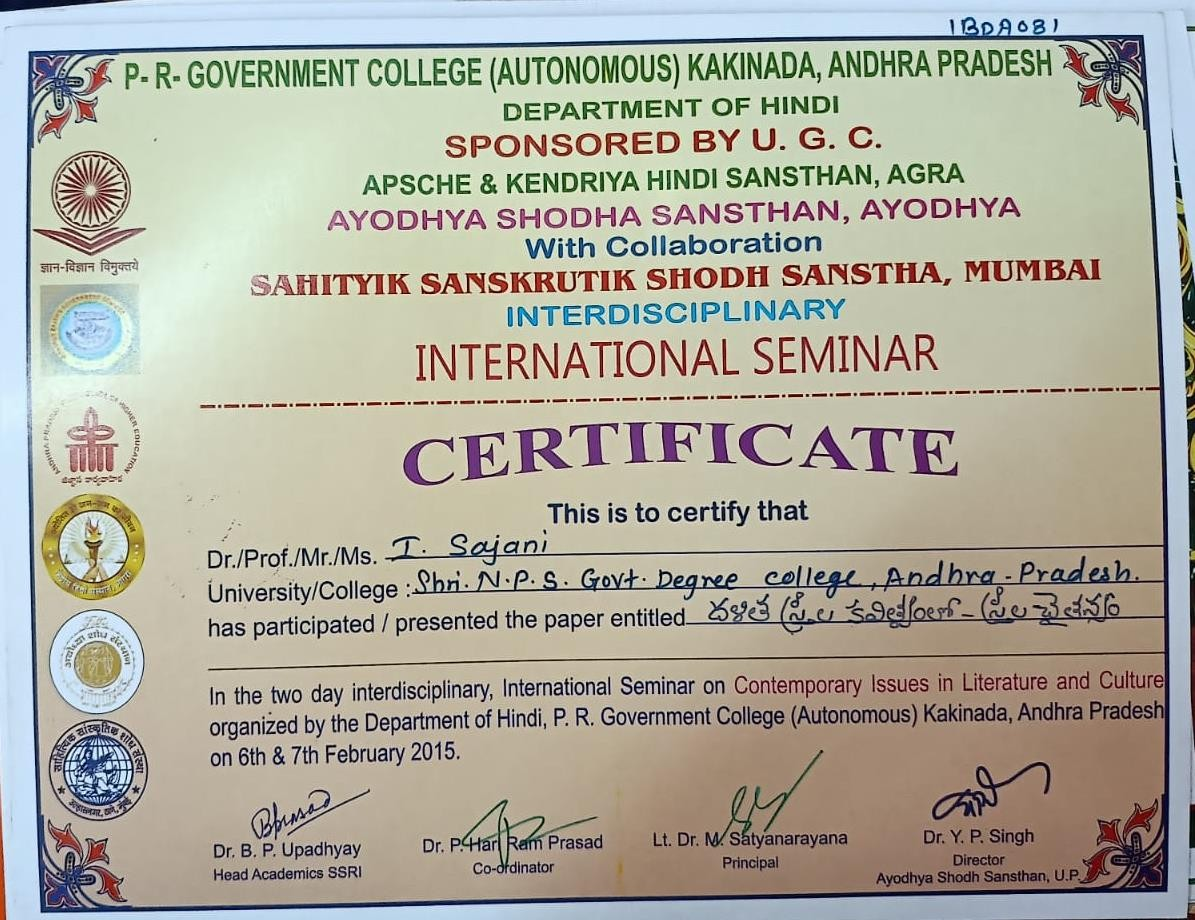 1BDA081
P- R- GOVERNMENT COLLEGE (AUTONOMOUS) KAKINADA, ANDHRA PRADESH
DEPARTMENT OF HINDI
SPONSORED BY U. G. C.
APSCHE & KENDRIYA HINDI SANSTHAN, AGRA
AYODHYA SHODHA SANSTHAN, AYODHYA
With Collaboration
SAHITYIK SANSKRUTIK SHODH SANSTHA, MUMBAI
INTERDISCIPLINARY
INTERNATIONAL SEMINAR
ज्ञान-विज्ञान विमुक्तये
CERTIFICATE
This is to certify that
Dr./Prof./Mr./Ms. I. Sajani
University/College : Shri. N. P. S. Govt. Degree college, Andhra - Pradesh.
has participated / presented the paper entitled దళిత స్త్రీల కవిత్వంలో - స్త్రీల చైతన్యం
In the two day interdisciplinary, International Seminar on Contemporary Issues in Literature and Culture
organized by the Department of Hindi, P. R. Government College (Autonomous) Kakinada, Andhra Pradesh
on 6th & 7th February 2015.
अयोध्या शोध संस्थान
साहित्यिक सांस्कृतिक शोध संस्था
BPrasad
Dr. B. P. Upadhyay
Head Academics SSRI
Dr. P. Hari Ram Prasad
Co-ordinator
Lt. Dr. M. Satyanarayana
Principal
Dr. Y. P. Singh
Director
Ayodhya Shodh Sansthan, U.P.